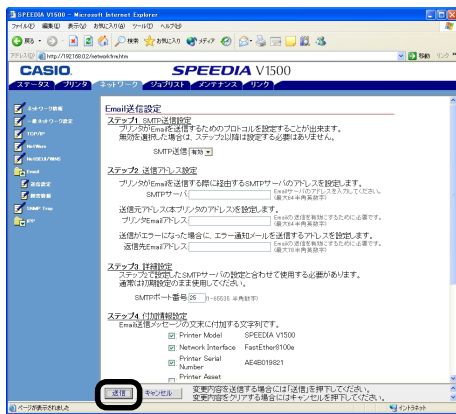 SPEEDIA V1500 - Microsoft Internet Explorer
ファイル(F) 編集(E) 表示(V) お気に入り(A) ツール(T) ヘルプ(H)
戻る 検索 お気に入り メディア
アドレス(D) http://192.168.0.2/networkfrm.htm 移動 リンク
CASIO. SPEEDIA V1500
ステータス プリンタ ネットワーク ジョブリスト メンテナンス リンク
ネットワーク情報
一般ネットワーク設定
TCP/IP
NetWare
NetBEUI/WINS
Email
送信設定
SNMP Trap
IPP
Email送信設定
ステップ1. SMTP送信設定
プリンタがEmailを送信するためのプロトコルを設定することが出来ます。
無効を選択した場合は、ステップ2以降は設定する必要はありません。
SMTP送信 有効
ステップ2. 送信アドレス設定
プリンタがEmailを送信する際に経由するSMTPサーバのアドレスを設定します。
SMTPサーバ Emailサーバのアドレスを入力してください。
(最大64半角英数字)
送信元アドレス(本プリンタのアドレス)を設定します。
プリンタEmailアドレス Emailの送信を有効にするために必要です。
(最大64半角英数字)
送信がエラーになった場合に、エラー通知メールを送信するアドレスを設定します。
返信先Emailアドレス Emailの送信を有効にするために必要です。
(最大78半角英数字)
ステップ3. 詳細設定
ステップ2で設定したSMTPサーバの設定と合わせて使用する必要があります。
通常は初期設定のまま使用してください。
SMTPポート番号 25 (1-65535 半角数字)
ステップ4. 付加情報設定
Email送信メッセージの文末に付加する文字列です。
Printer Model SPEEDIA V1500
Network Interface FastEther8100e
Printer Serial
Number AE4B019821
Printer Asset
送信 キャンセル 変更内容を送信する場合には「送信」を押下してください。
変更内容をクリアする場合にはキャンセルを押下してください。
ページが表示されました イントラネット